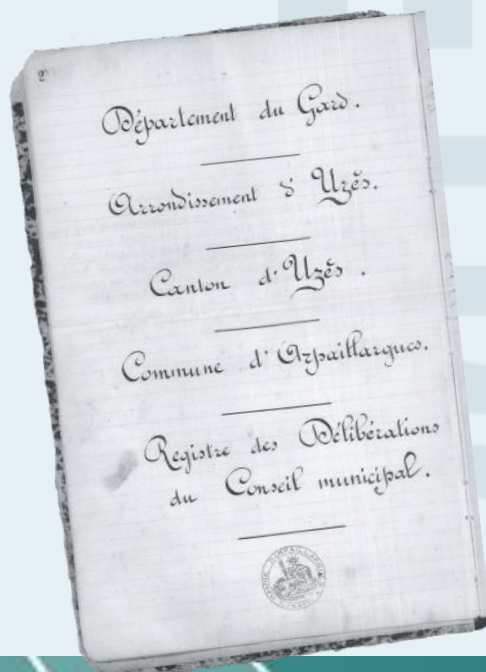 2
Département du Gard.
Arrondissement d'Uzès.
Canton d'Uzès.
Commune d'Arpaillargues.
Registre des Délibérations
du Conseil municipal.